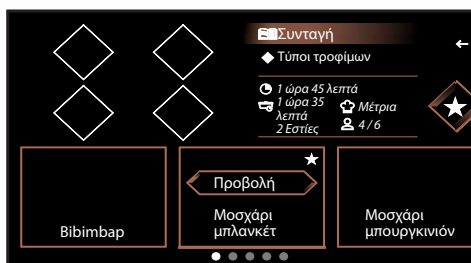 Συνταγή
Τύποι τροφίμων
1 ώρα 45 λεπτά
1 ώρα 35
λεπτά
2 Εστίες
Μέτρια
4 / 6
Προβολή
Bibimbap
Μοσχάρι
μπλανκέτ
Μοσχάρι
μπουργκινιόν